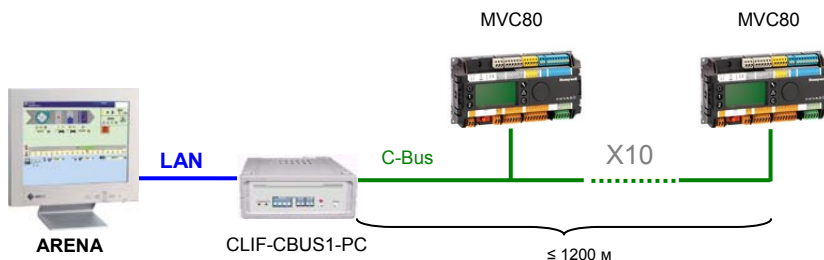 MVC80
MVC80
LAN
C-Bus
X10
ARENA
CLIF-CBUS1-PC
≤ 1200 м